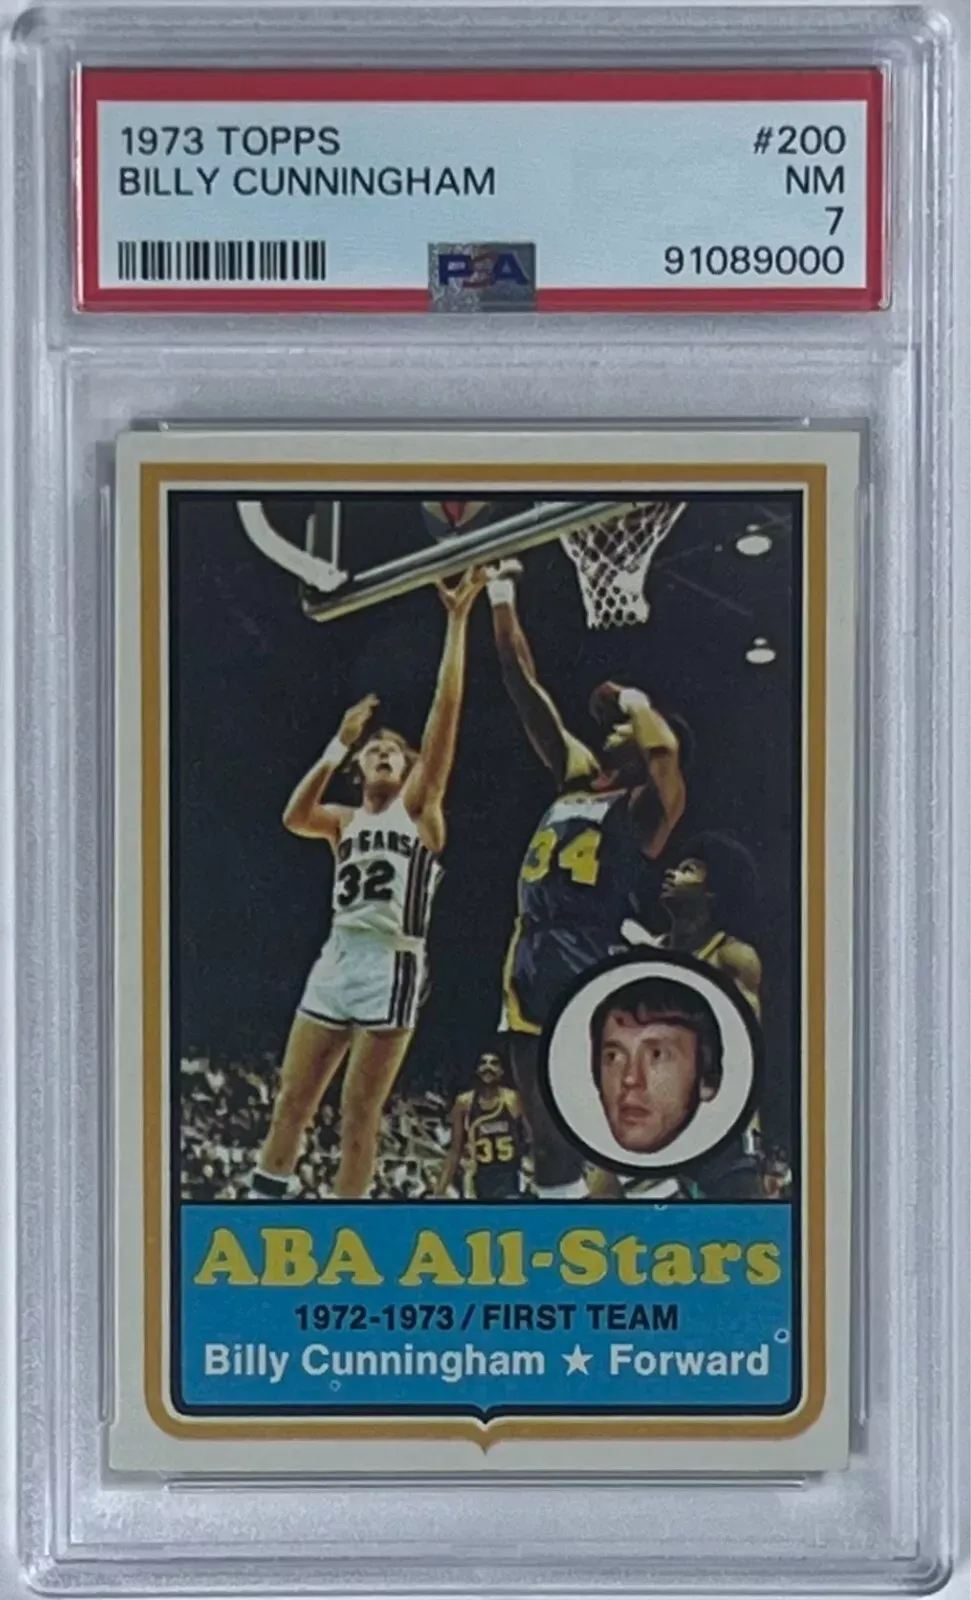 1973 TOPPS #200
BILLY CUNNINGHAM NM
7
91089000
PSA
COUGARS
32
34
35
ABA All-Stars
1972-1973 / FIRST TEAM
Billy Cunningham ★ Forward